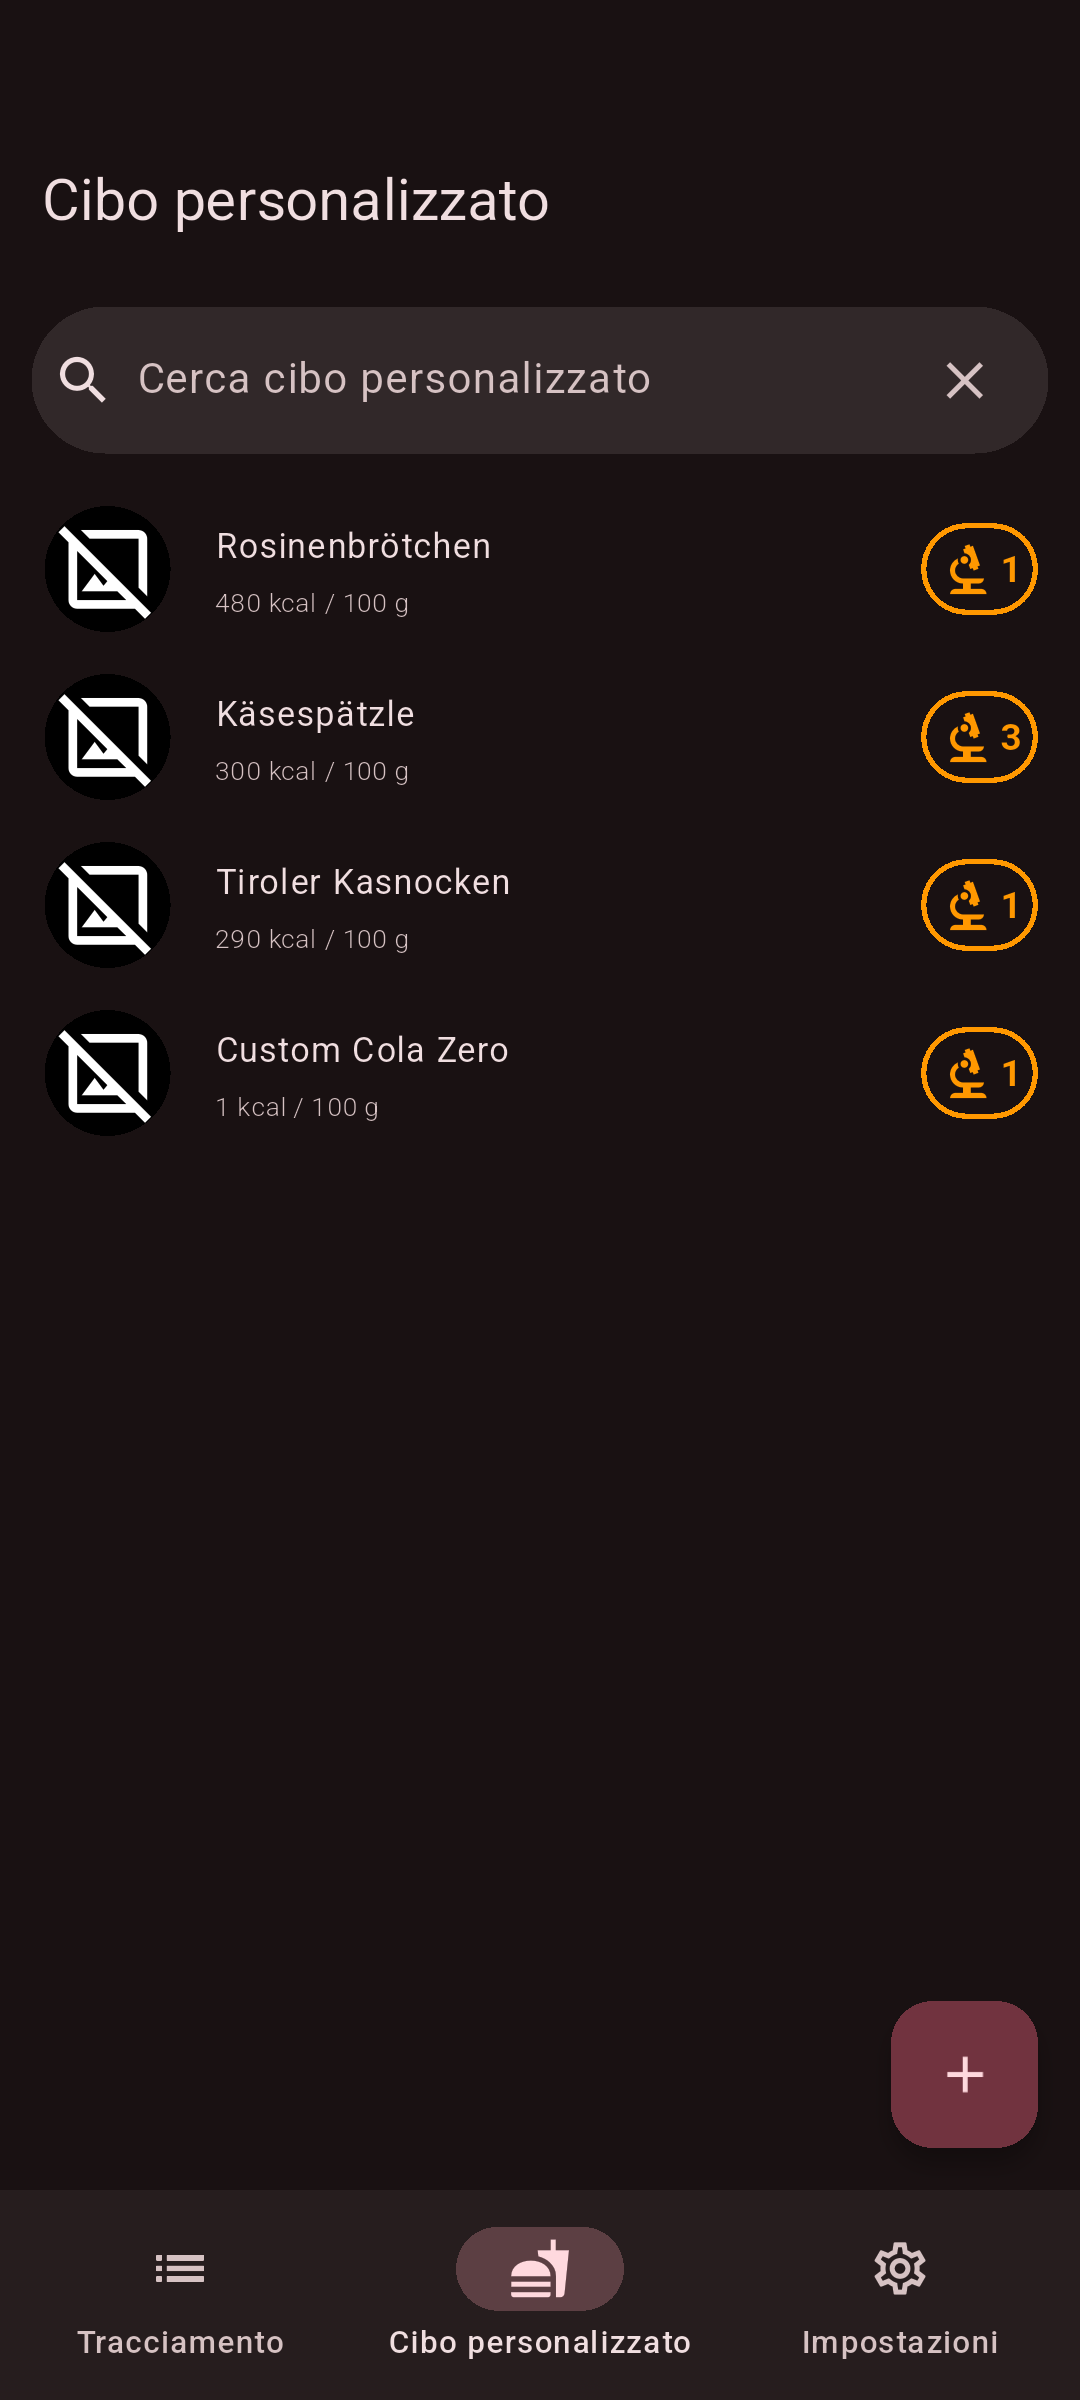 Cibo personalizzato
Cerca cibo personalizzato
Rosinenbrötchen
480 kcal / 100 g
1
Käsespätzle
300 kcal / 100 g
3
Tiroler Kasnocken
290 kcal / 100 g
1
Custom Cola Zero
1 kcal / 100 g
1
Tracciamento
Cibo personalizzato
Impostazioni